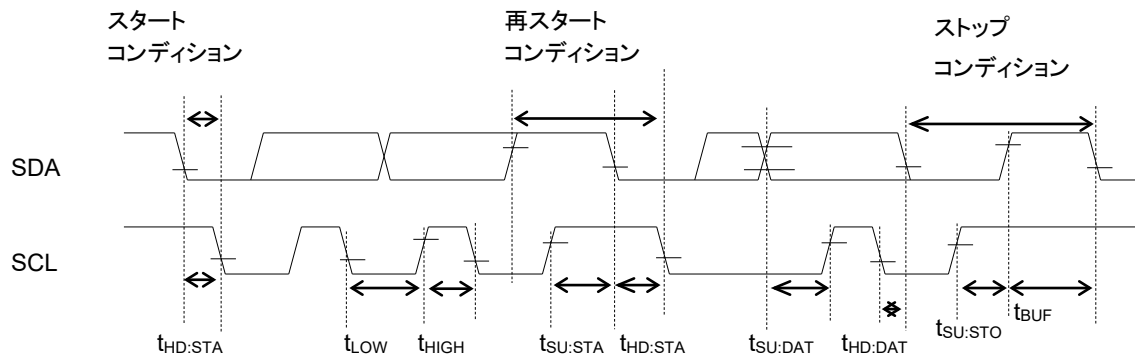 スタート
コンディション
再スタート
コンディション
ストップ
コンディション
SDA
SCL
tHD:STA
tLOW
tHIGH
tSU:STA
tHD:STA
tSU:DAT
tHD:DAT
tSU:STO
tBUF